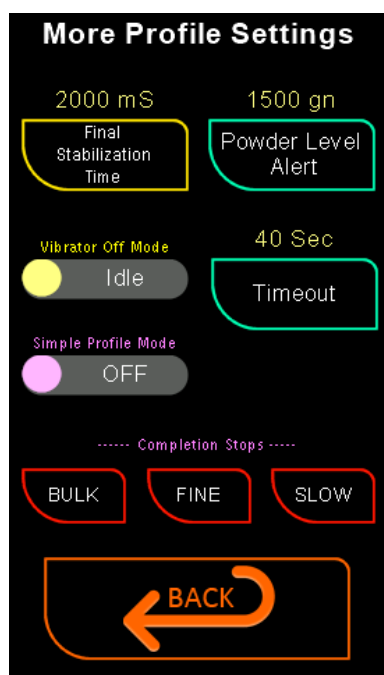 More Profile Settings
2000 mS
1500 gn
Final
Stabilization
Time
Powder Level
Alert
Vibrator Off Mode
Idle
40 Sec
Timeout
Simple Profile Mode
OFF
------ Completion Stops -----
BULK
FINE
SLOW
BACK